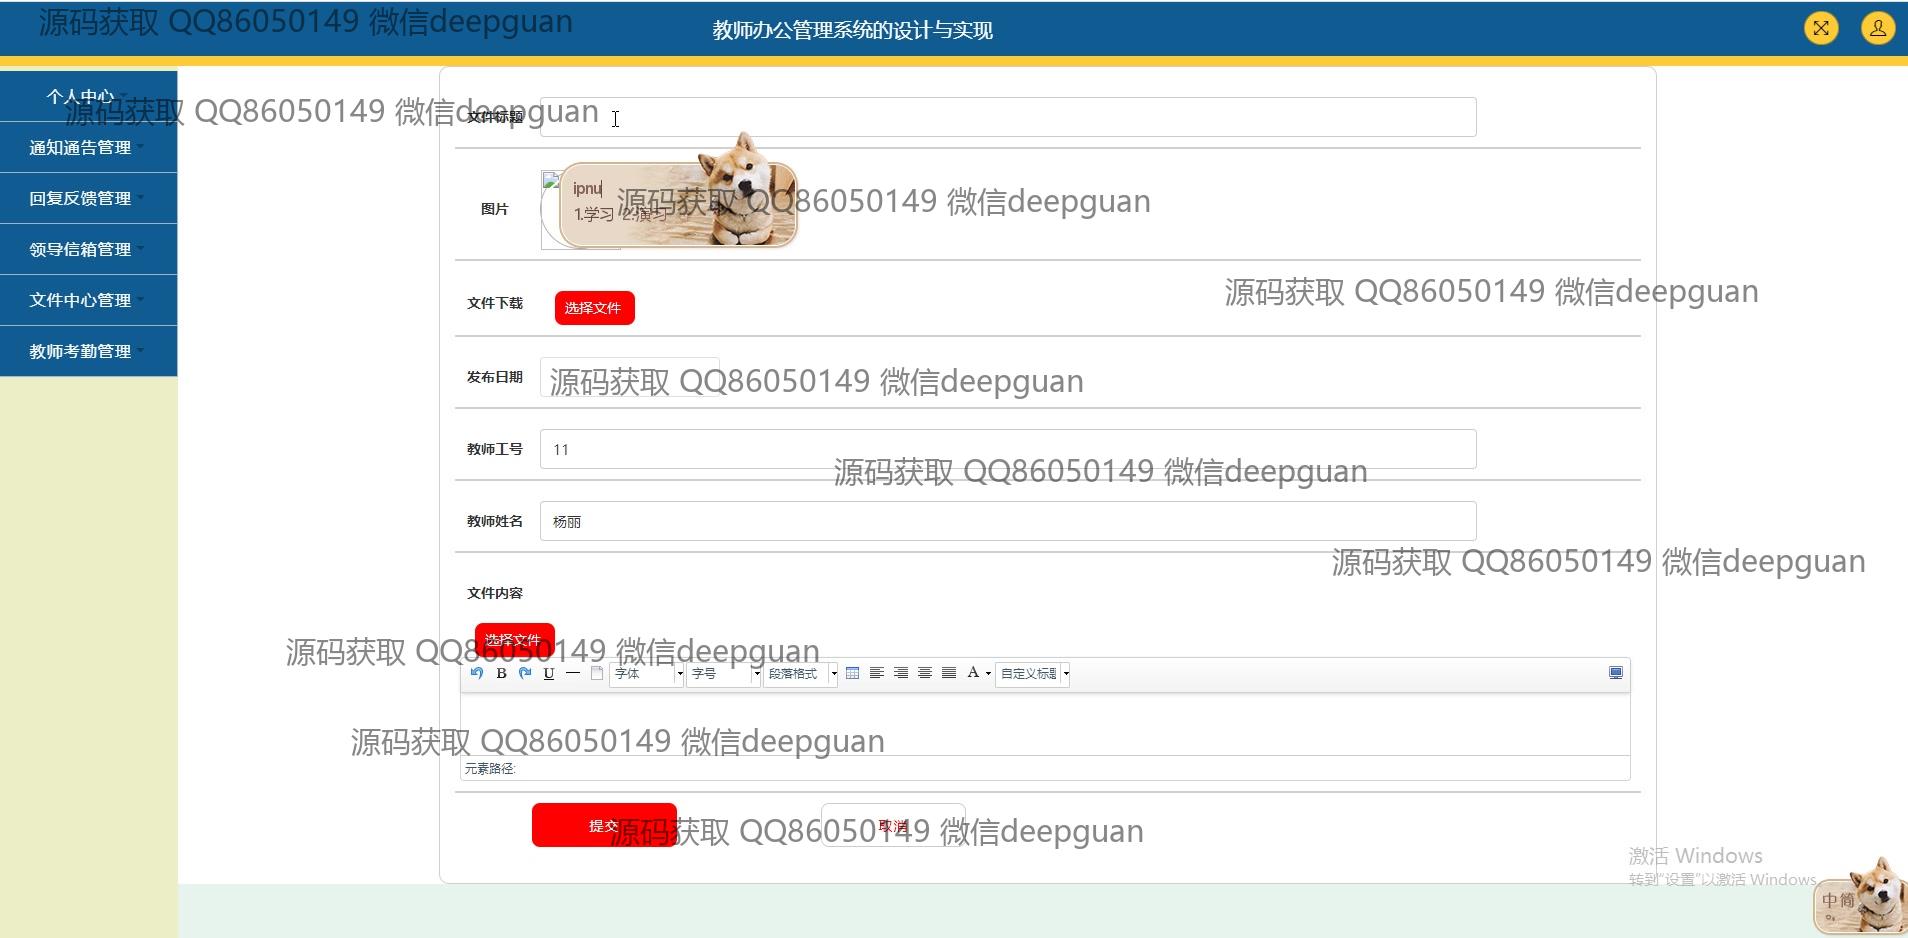 源码获取 QQ86050149 微信deepguan
教师办公管理系统的设计与实现
个人中心
源码获取 QQ86050149 微信deepguan
文件标题
通知通告管理
回复反馈管理
领导信箱管理
文件中心管理
教师考勤管理
图片
ipnu
1.学习 2.演习
源码获取 QQ86050149 微信deepguan
文件下载
选择文件
源码获取 QQ86050149 微信deepguan
发布日期
源码获取 QQ86050149 微信deepguan
教师工号 11
源码获取 QQ86050149 微信deepguan
教师姓名 杨丽
源码获取 QQ86050149 微信deepguan
文件内容
选择文件
源码获取 QQ86050149 微信deepguan
B U 字体 字号 段落格式 A 自定义标题
源码获取 QQ86050149 微信deepguan
元素路径:
提交
取消
源码获取 QQ86050149 微信deepguan
激活 Windows
转到“设置”以激活 Windows
中 简